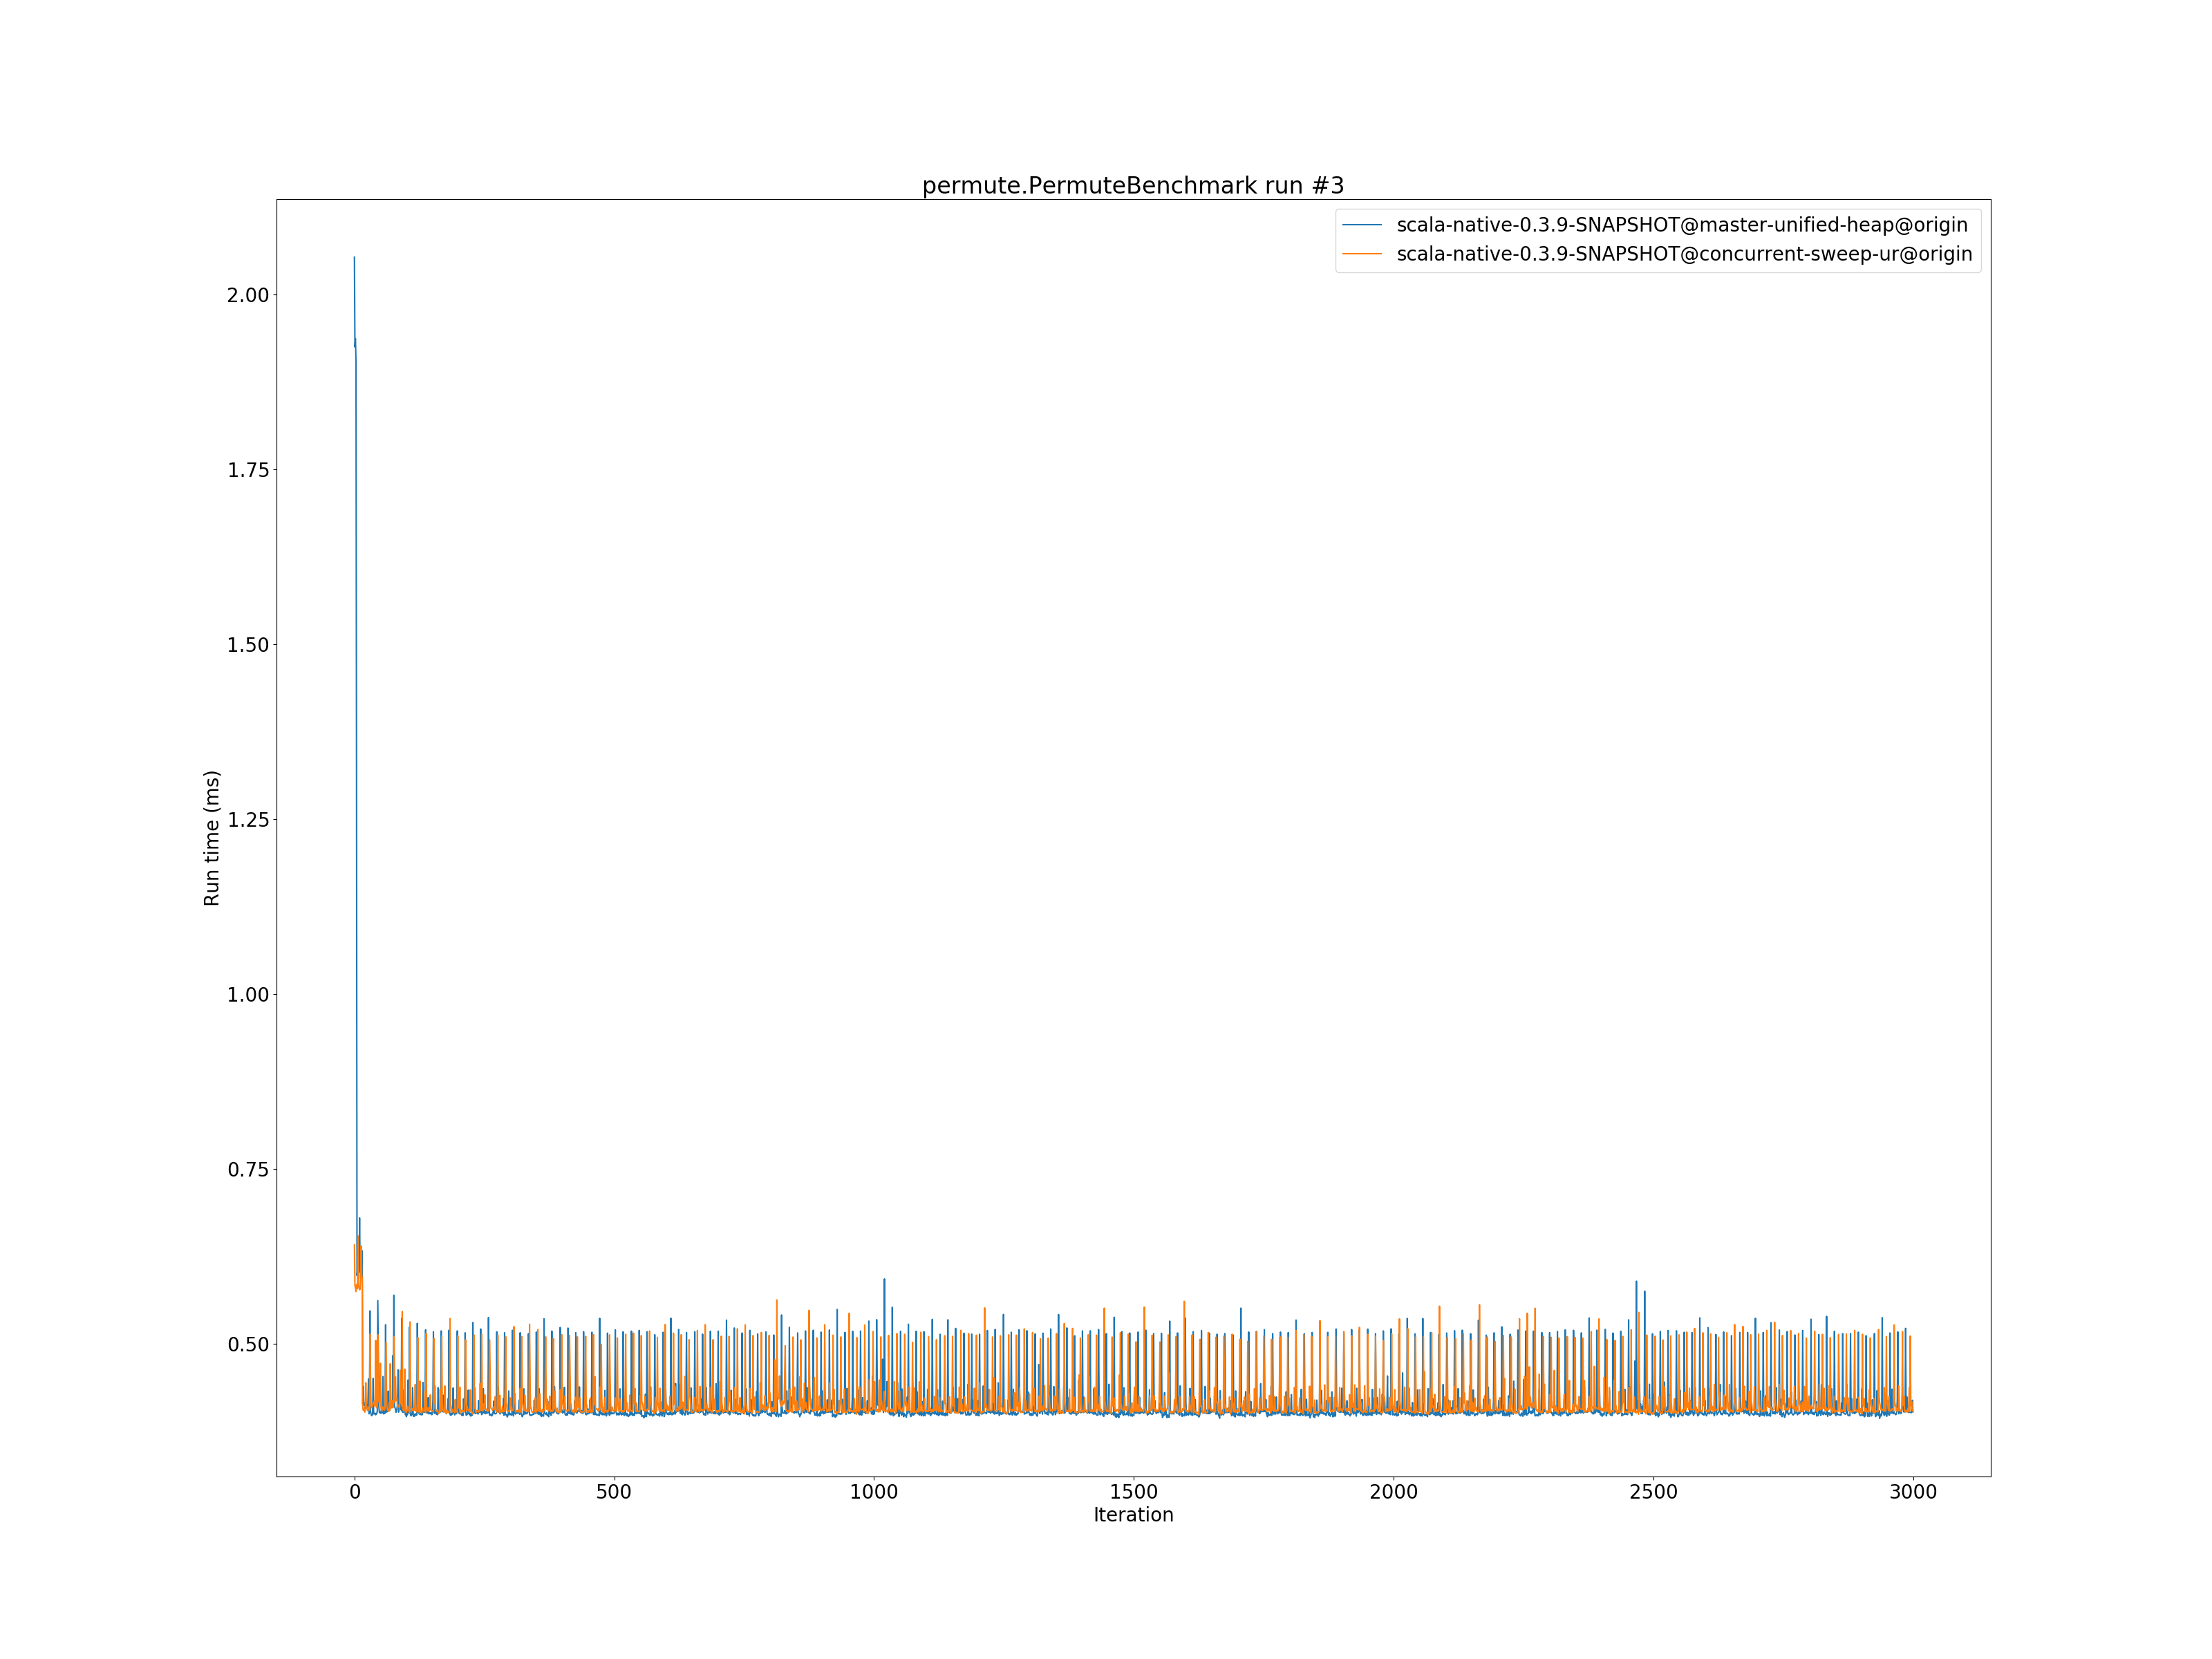 permute.PermuteBenchmark run #3
scala-native-0.3.9-SNAPSHOT@master-unified-heap@origin
scala-native-0.3.9-SNAPSHOT@concurrent-sweep-ur@origin
2.00
1.75
1.50
1.25
1.00
0.75
0.50
Run time (ms)
0 500 1000 1500 2000 2500 3000
Iteration